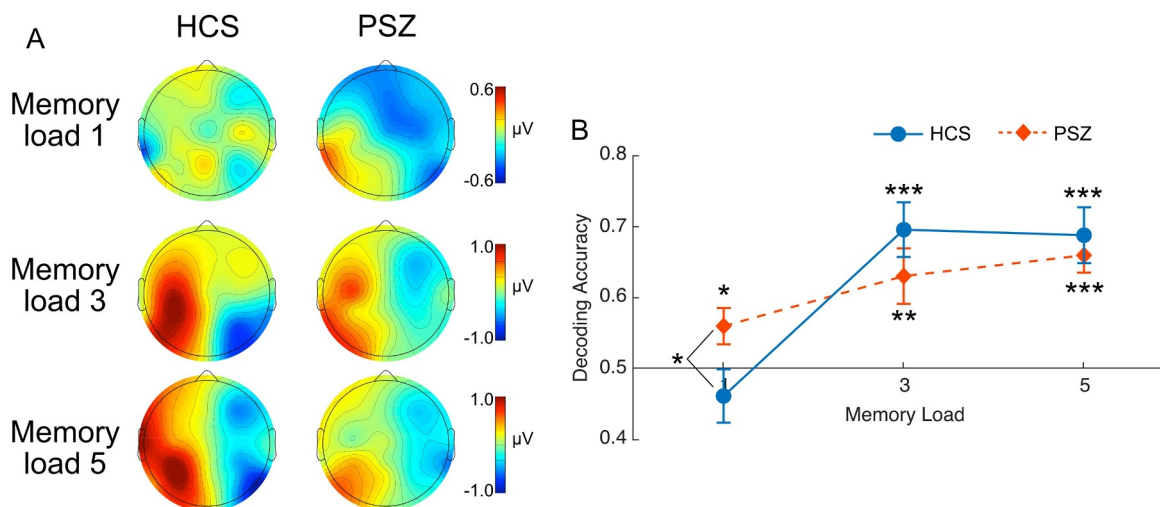 A
HCS
PSZ
Memory
load 1
0.6
μV
-0.6
Memory
load 3
1.0
μV
-1.0
Memory
load 5
1.0
μV
-1.0
B
HCS
PSZ
0.8
0.7
0.6
0.5
0.4
Decoding Accuracy
***
***
*
**
***
*
1
3
5
Memory Load